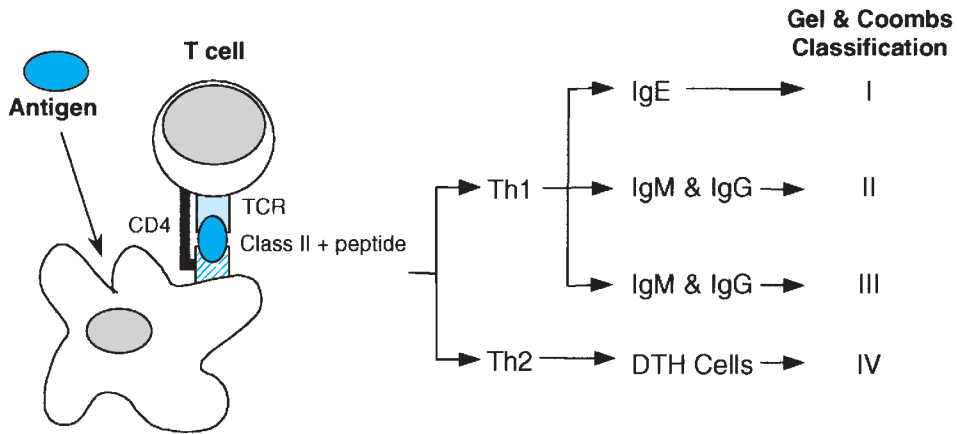 Gel & Coombs
Classification
T cell
Antigen
IgE
I
CD4
TCR
Th1
IgM & IgG
II
Class II + peptide
IgM & IgG
III
Th2
DTH Cells
IV